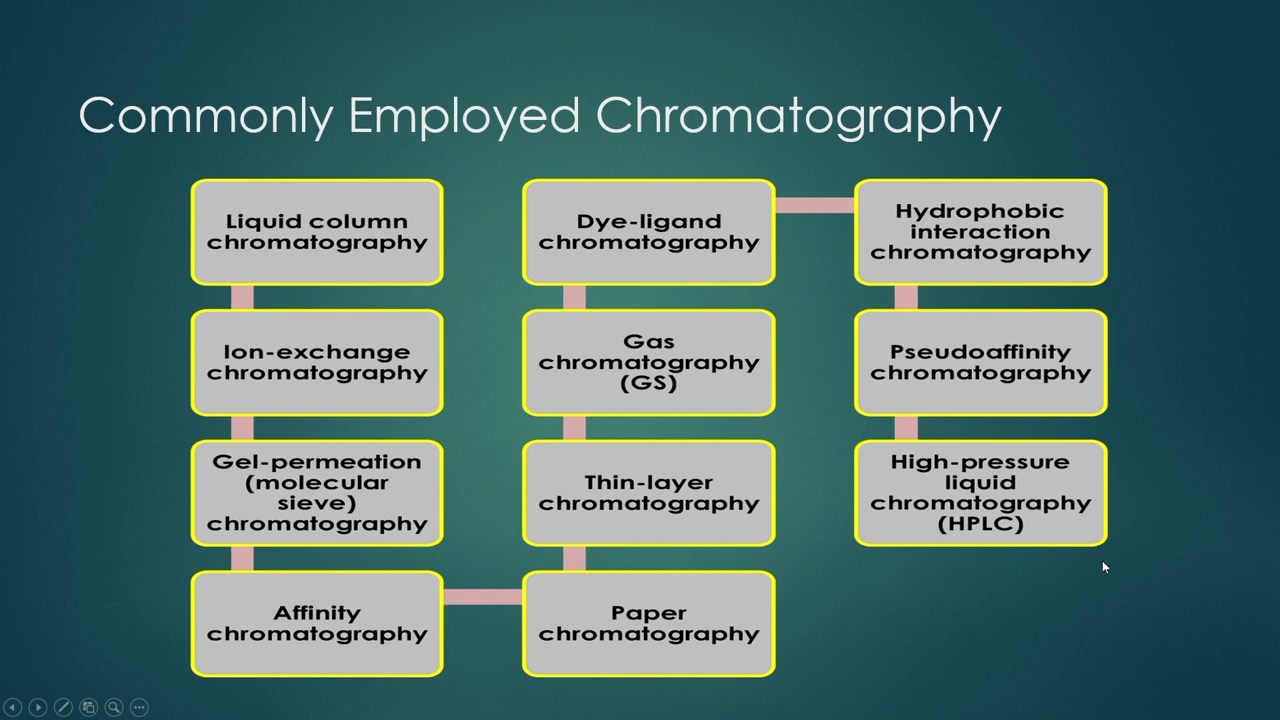 Commonly Employed Chromatography
Liquid column
chromatography
Ion-exchange
chromatography
Gel-permeation
(molecular
sieve)
chromatography
Affinity
chromatography
Paper
chromatography
Thin-layer
chromatography
Gas
chromatography
(GS)
Dye-ligand
chromatography
Hydrophobic
interaction
chromatography
Pseudoaffinity
chromatography
High-pressure
liquid
chromatography
(HPLC)